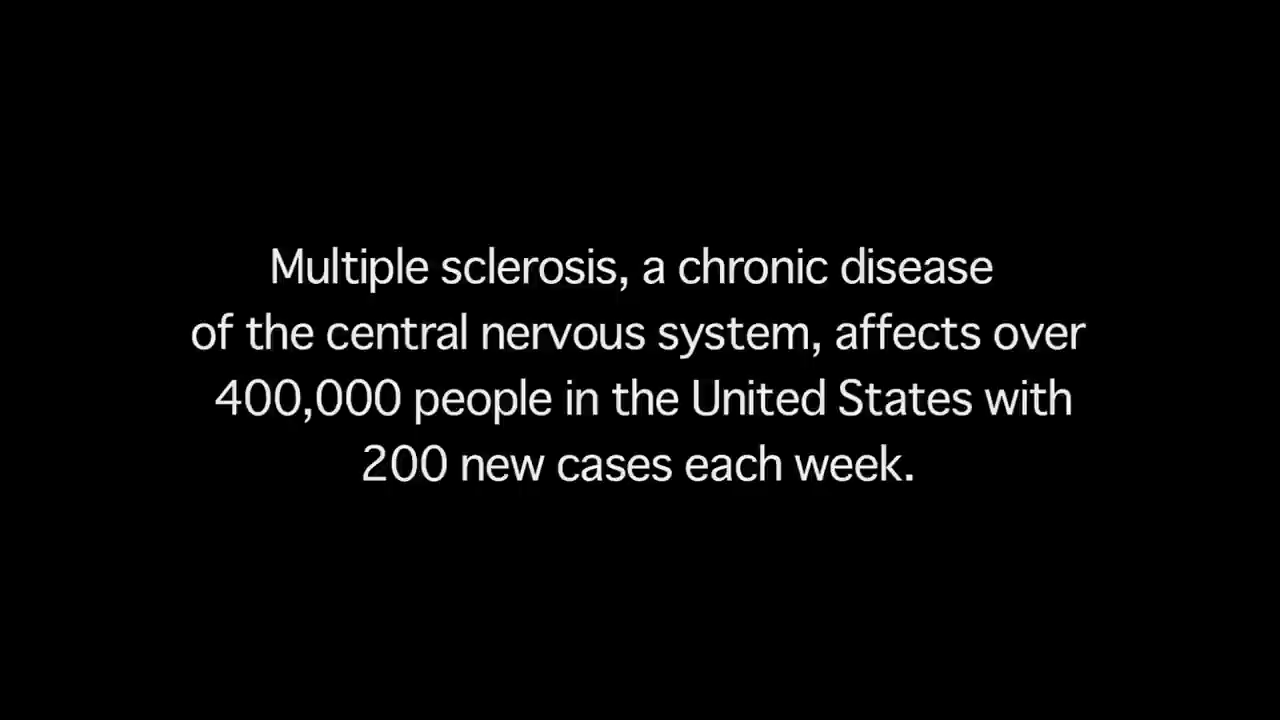 Multiple sclerosis, a chronic disease
of the central nervous system, affects over
400,000 people in the United States with
200 new cases each week.